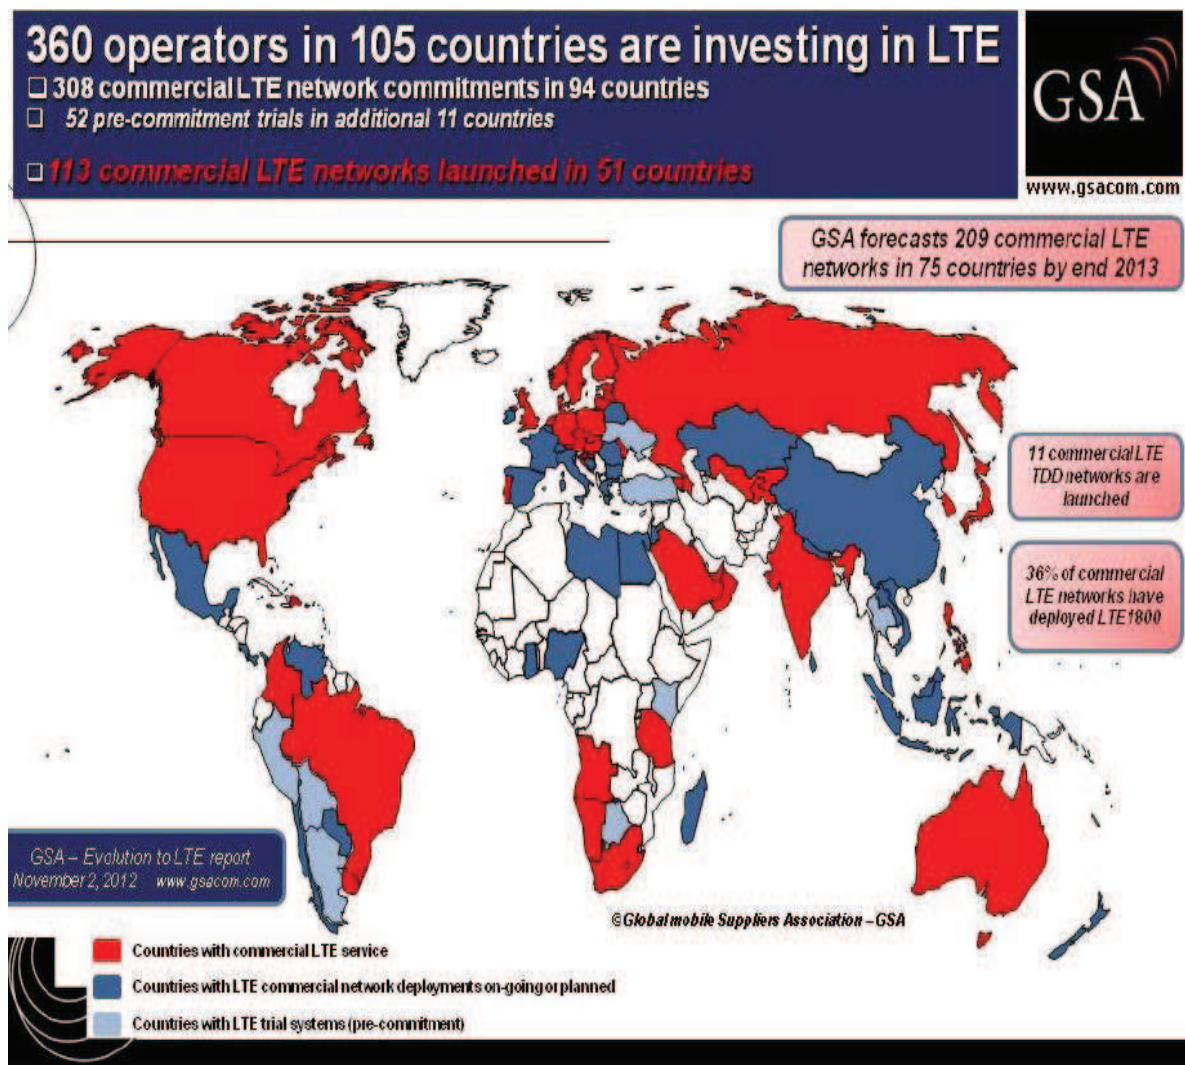 360 operators in 105 countries are investing in LTE
308 commercial LTE network commitments in 94 countries
52 pre-commitment trials in additional 11 countries
113 commercial LTE networks launched in 51 countries
GSA
www.gsacom.com
GSA forecasts 209 commercial LTE
networks in 75 countries by end 2013
11 commercial LTE
TDD networks are
launched
36% of commercial
LTE networks have
deployed LTE1800
GSA – Evolution to LTE report
November 2, 2012 www.gsacom.com
©Global mobile Suppliers Association – GSA
Countries with commercial LTE service
Countries with LTE commercial network deployments on-going or planned
Countries with LTE trial systems (pre-commitment)